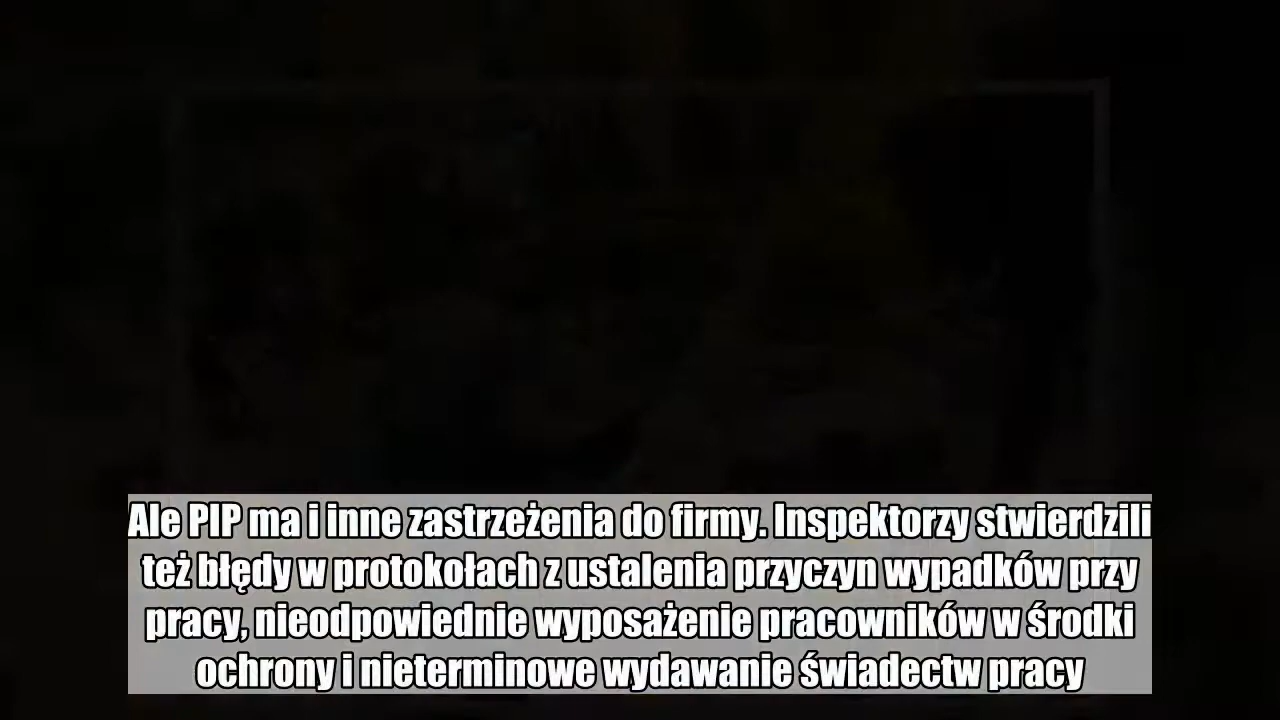 Ale PIP ma i inne zastrzeżenia do firmy. Inspektorzy stwierdzili
też błędy w protokołach z ustalenia przyczyn wypadków przy
pracy, nieodpowiednie wyposażenie pracowników w środki
ochrony i nieterminowe wydawanie świadectw pracy